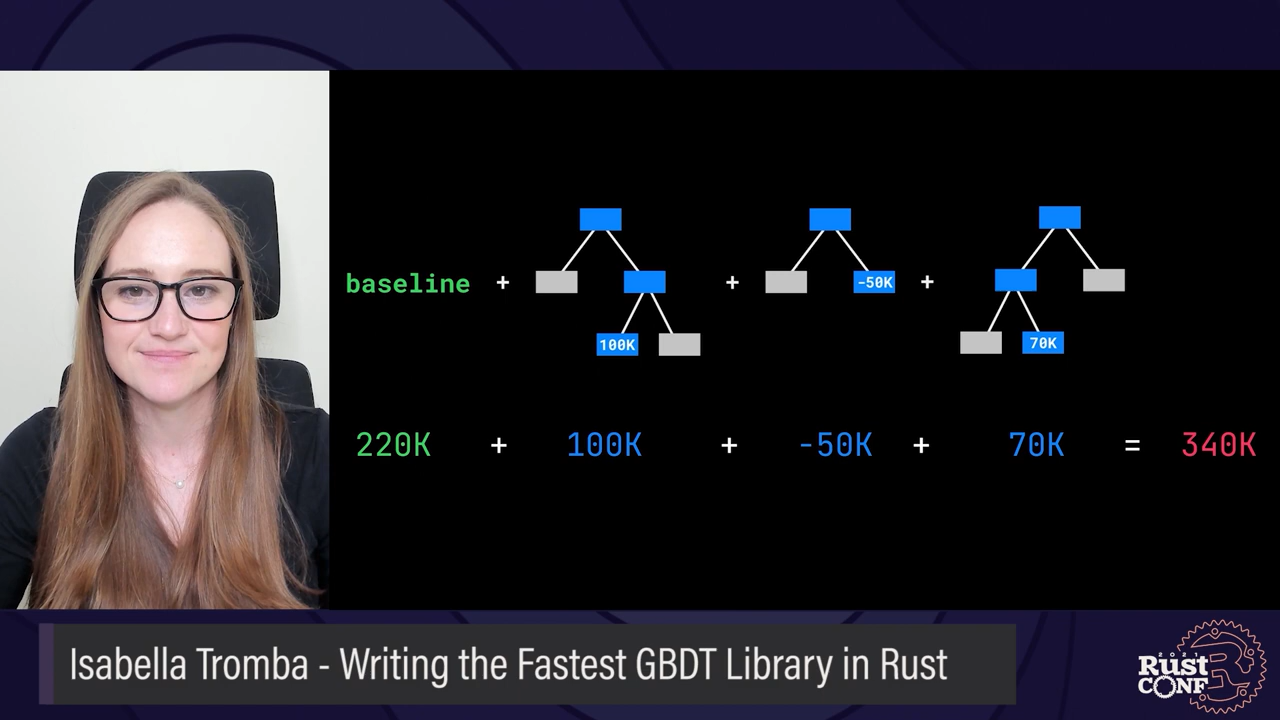 baseline + + +
-50K
100K
70K
220K + 100K + -50K + 70K = 340K
Isabella Tromba - Writing the Fastest GBDT Library in Rust
Rust
CONF